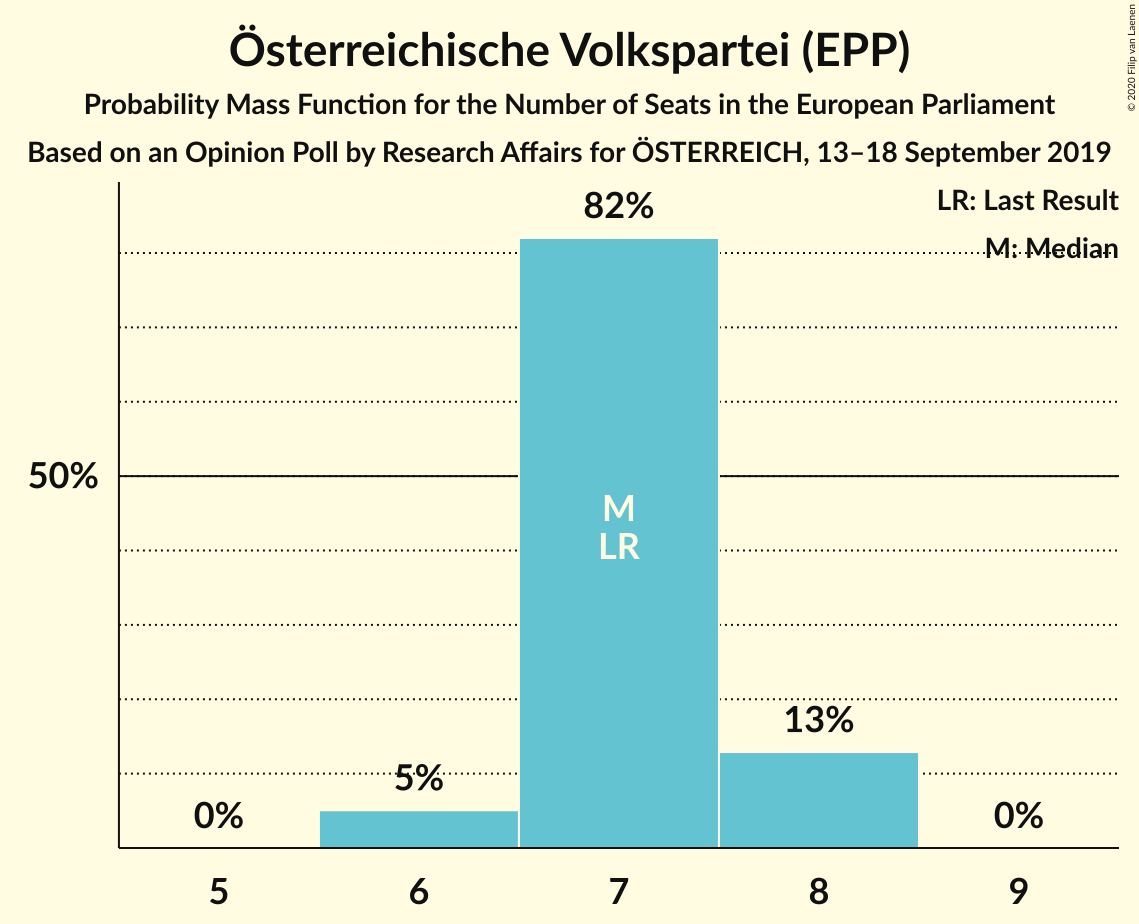 Österreichische Volkspartei (EPP)
Probability Mass Function for the Number of Seats in the European Parliament
Based on an Opinion Poll by Research Affairs for ÖSTERREICH, 13–18 September 2019
© 2020 Filip van Laenen
LR: Last Result
M: Median
82%
50%
M
LR
13%
5%
0%
0%
5 6 7 8 9